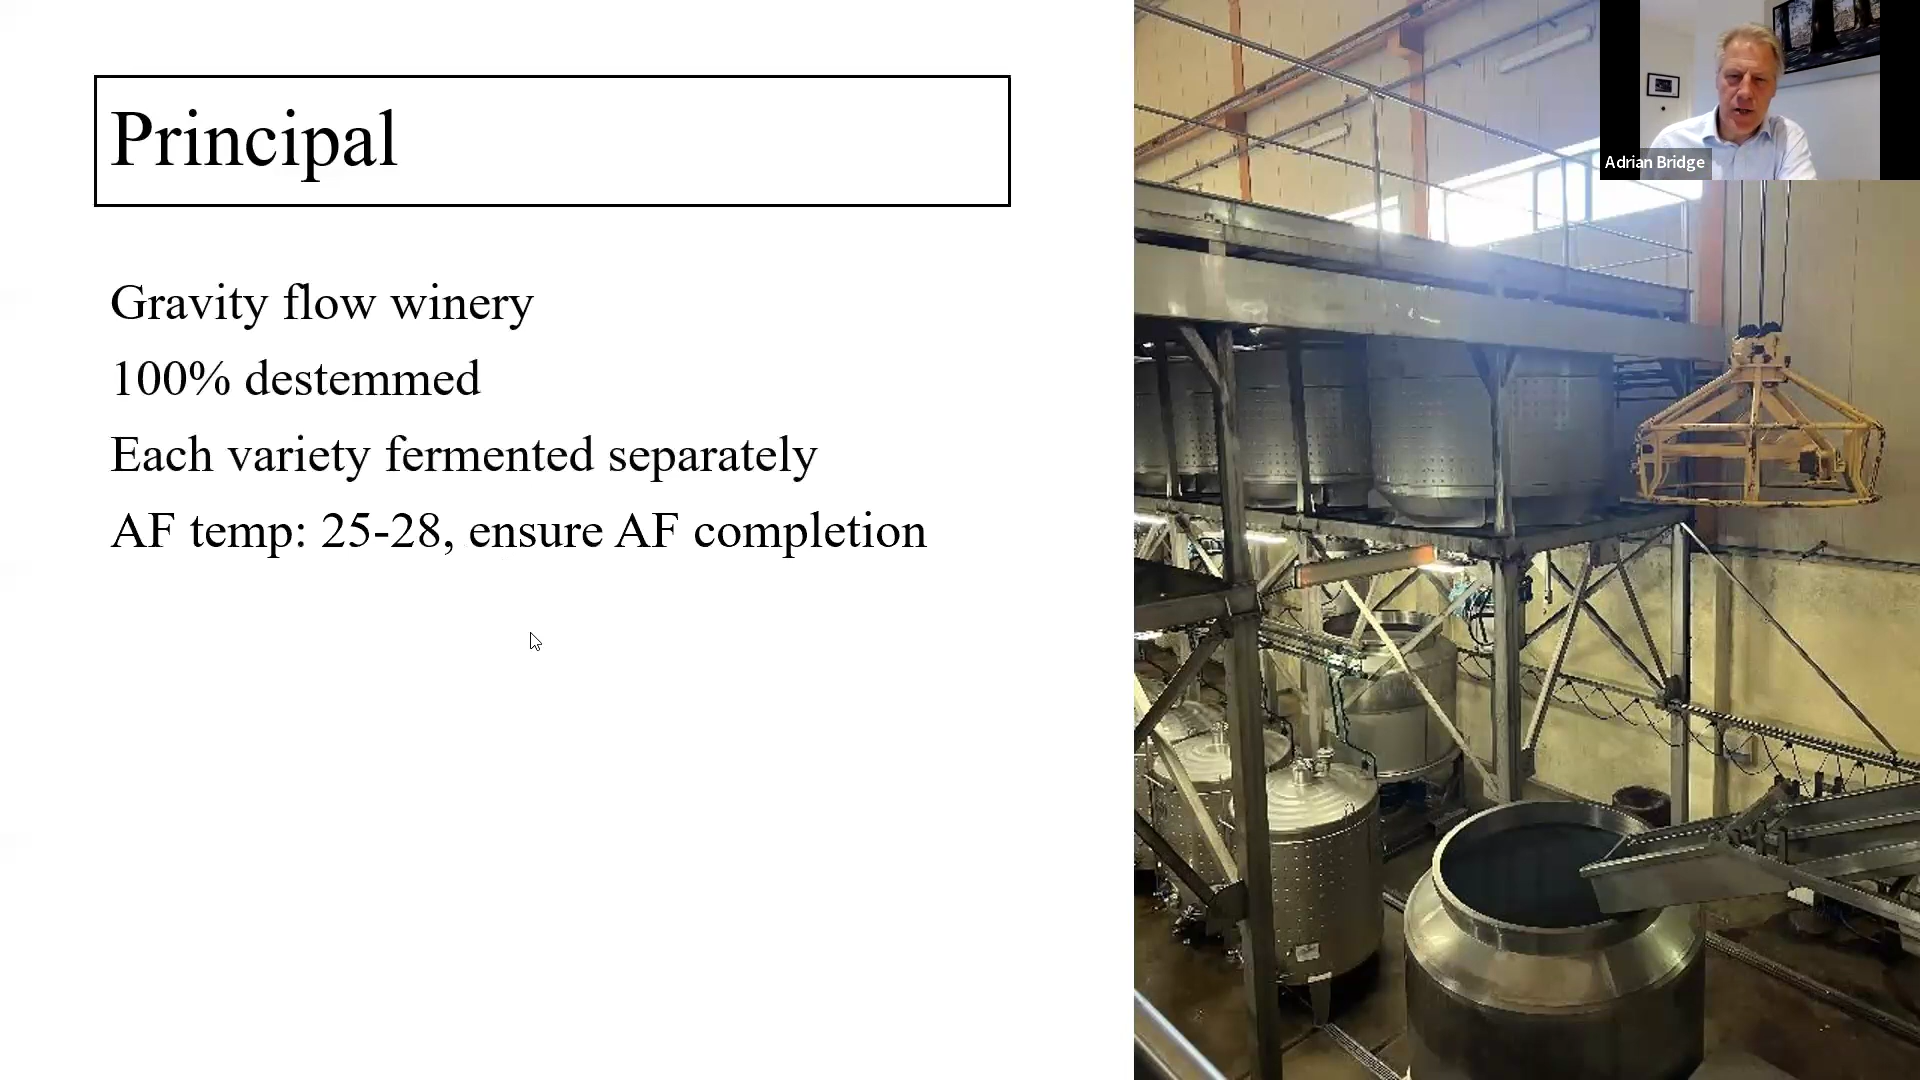 Principal
Gravity flow winery
100% destemmed
Each variety fermented separately
AF temp: 25-28, ensure AF completion
Adrian Bridge